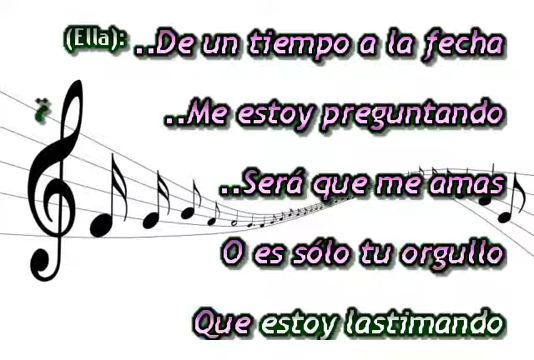 (Ella): ..De un tiempo a la fecha
..Me estoy preguntando
..Será que me amas
O es sólo tu orgullo
Que estoy lastimando